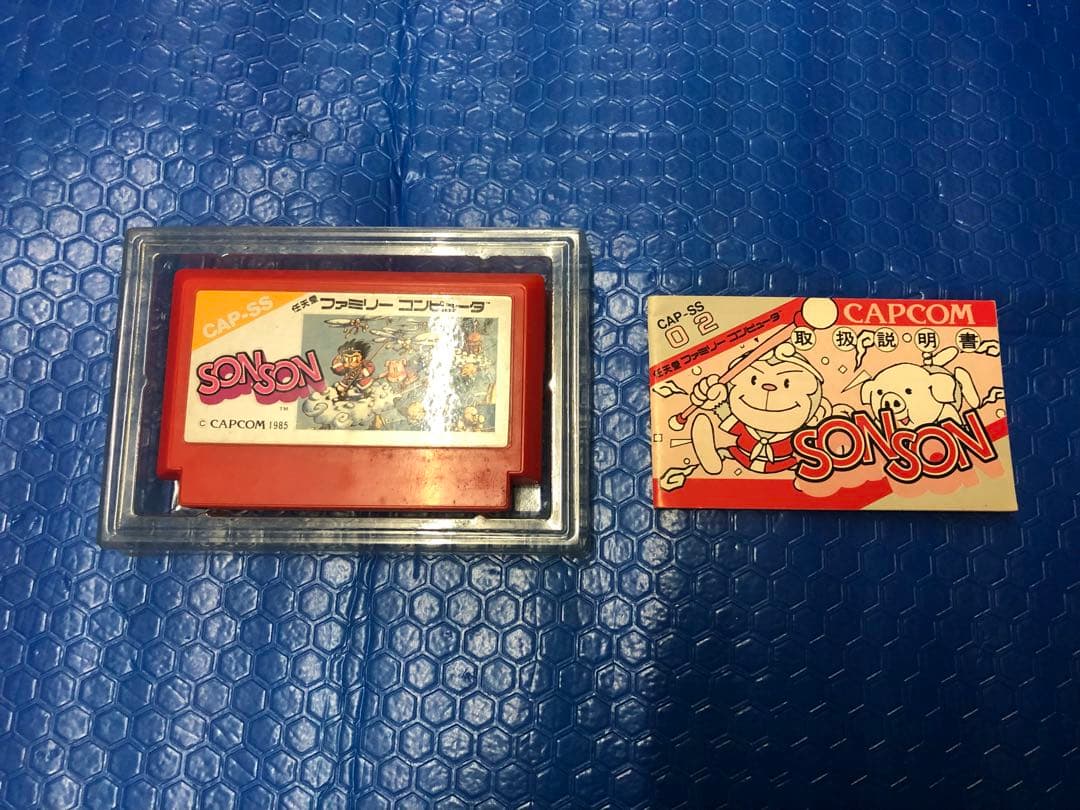 CAP-SS
任天堂 ファミリー コンピュータ™
SONSON
TM
© CAPCOM 1985
CAP-SS
02
任天堂 ファミリー コンピュータ
CAPCOM
取扱説明書
SONSON